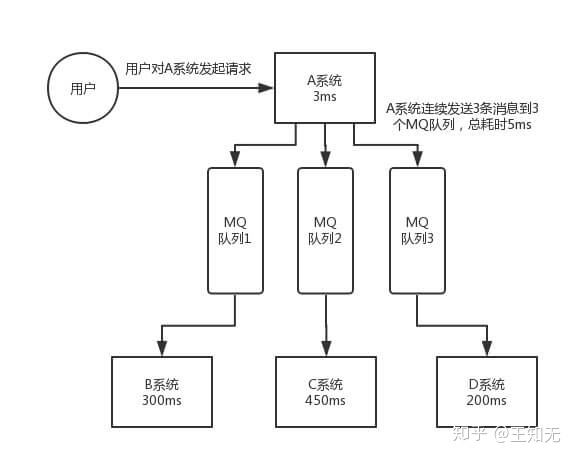 用户
用户对A系统发起请求
A系统
3ms
A系统连续发送3条消息到3
个MQ队列，总耗时5ms
MQ
队列1
MQ
队列2
MQ
队列3
B系统
300ms
C系统
450ms
D系统
200ms
知乎 @王知无